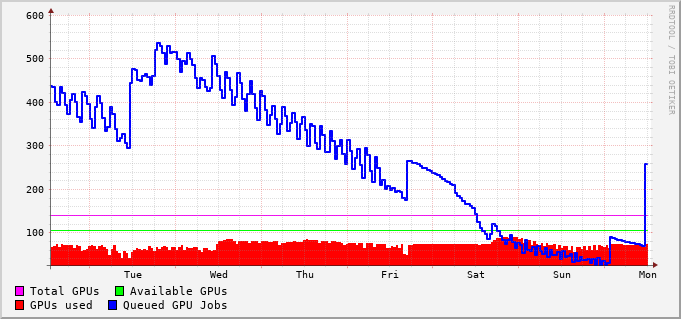 600
500
400
300
200
100
Tue Wed Thu Fri Sat Sun Mon
Total GPUs Available GPUs
GPUs used Queued GPU Jobs
RRDTOOL / TOBI OETIKER